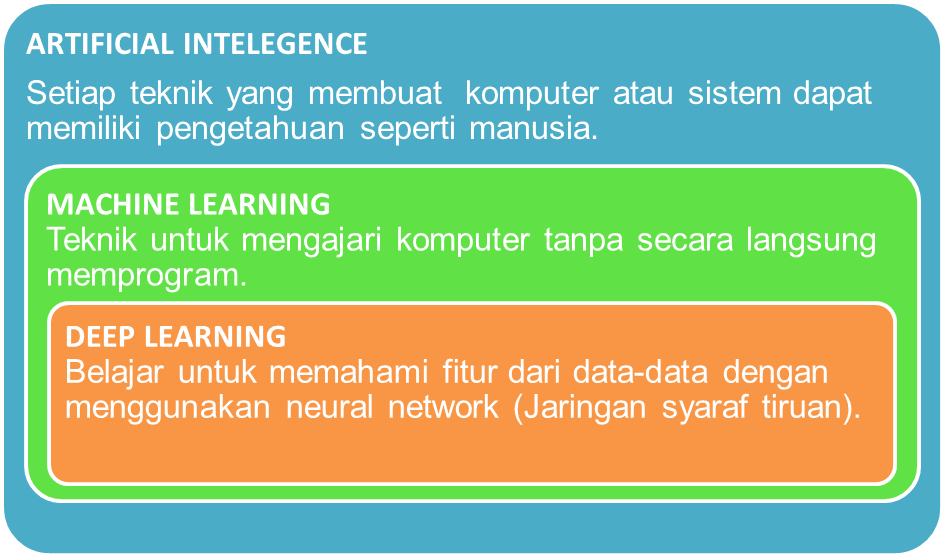 ARTIFICIAL INTELEGENCE
Setiap teknik yang membuat komputer atau sistem dapat
memiliki pengetahuan seperti manusia.
MACHINE LEARNING
Teknik untuk mengajari komputer tanpa secara langsung
memprogram.
DEEP LEARNING
Belajar untuk memahami fitur dari data-data dengan
menggunakan neural network (Jaringan syaraf tiruan).